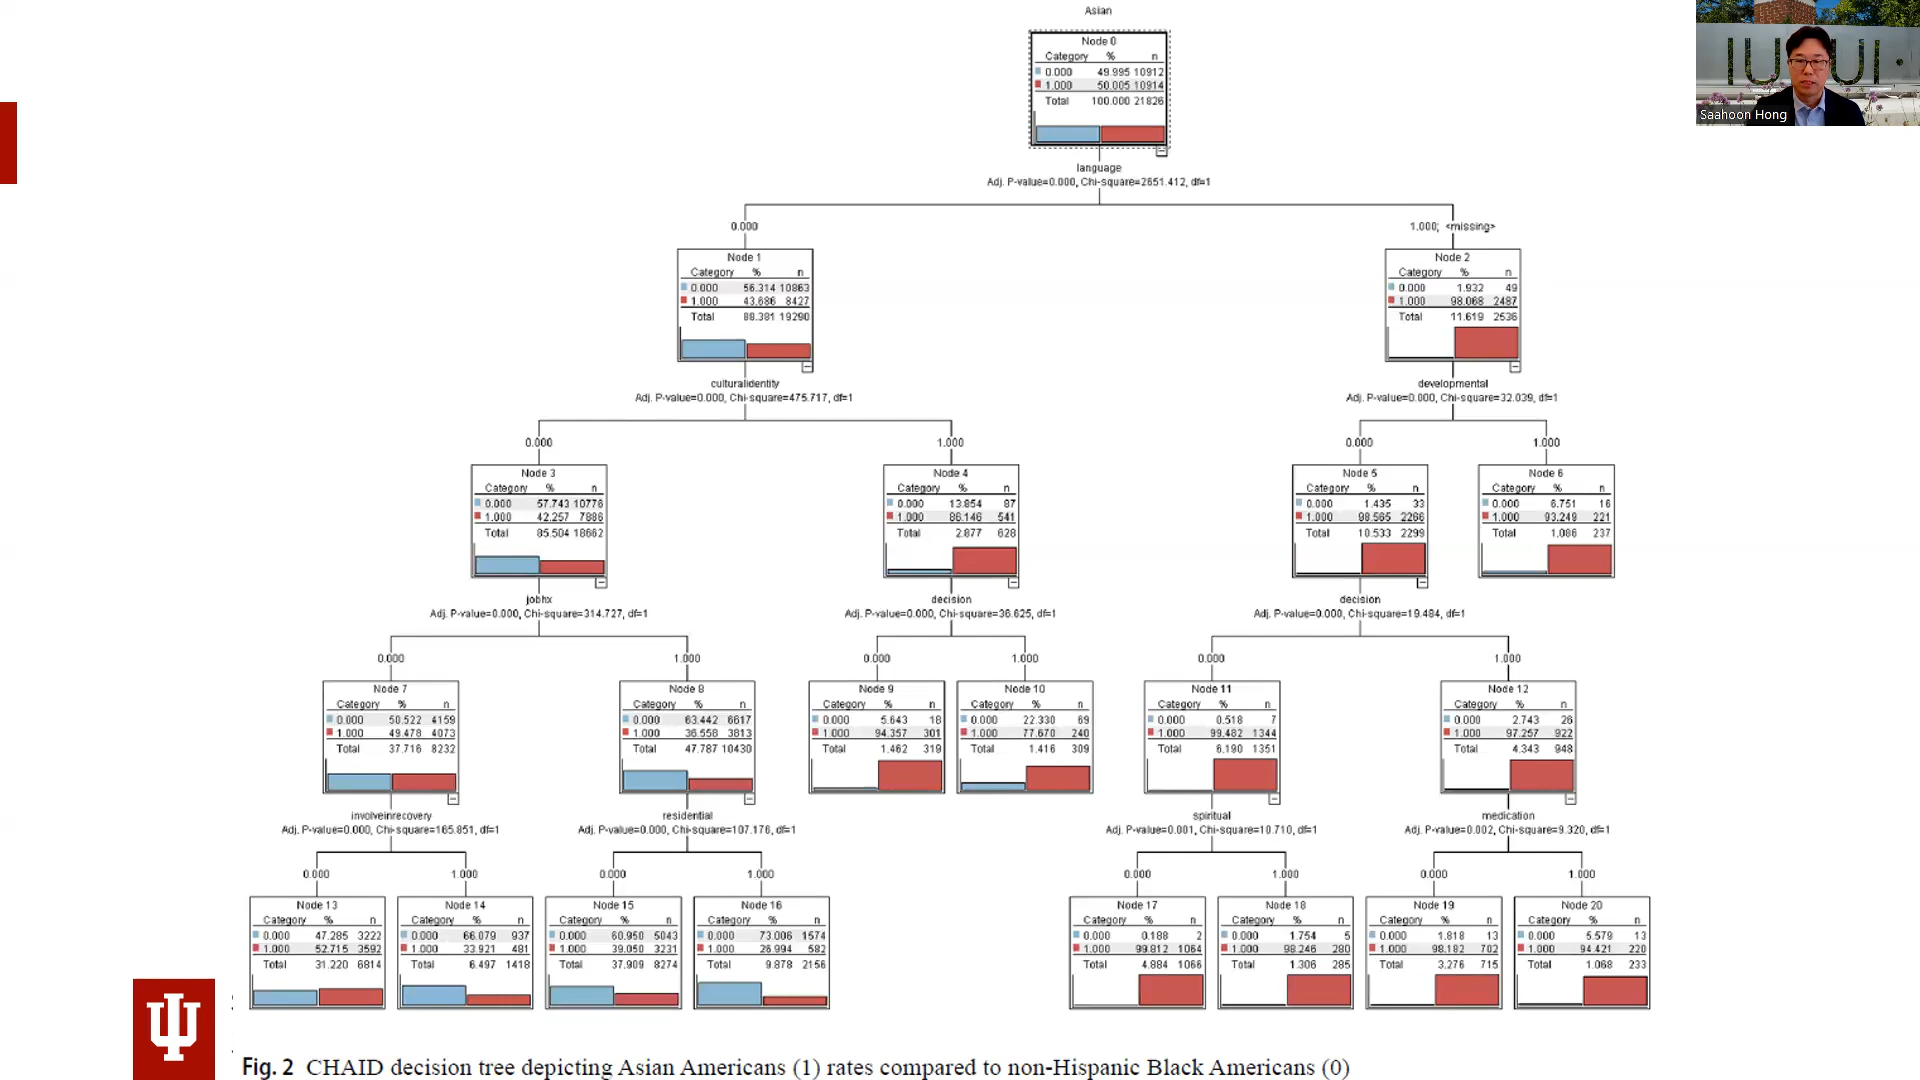 Asian
Node 0
Category % n
0.000 49.995 10912
1.000 50.005 10914
Total 100.000 21826
language
Adj. P-value=0.000, Chi-square=2651.412, df=1
0.000
1.000; <missing>
Node 1
Category % n
0.000 56.314 10863
1.000 43.686 8427
Total 88.381 19290
Node 2
Category % n
0.000 1.932 49
1.000 98.068 2487
Total 11.619 2536
culturalidentity
Adj. P-value=0.000, Chi-square=475.717, df=1
developmental
Adj. P-value=0.000, Chi-square=32.039, df=1
0.000
1.000
0.000
1.000
Node 3
Category % n
0.000 57.743 10776
1.000 42.257 7886
Total 85.504 18662
Node 4
Category % n
0.000 13.854 87
1.000 86.146 541
Total 2.877 628
Node 5
Category % n
0.000 1.435 33
1.000 98.565 2266
Total 10.533 2299
Node 6
Category % n
0.000 6.751 16
1.000 93.249 221
Total 1.086 237
jobhx
Adj. P-value=0.000, Chi-square=314.727, df=1
decision
Adj. P-value=0.000, Chi-square=36.625, df=1
decision
Adj. P-value=0.000, Chi-square=19.484, df=1
0.000
1.000
0.000
1.000
0.000
1.000
Node 7
Category % n
0.000 50.522 4159
1.000 49.478 4073
Total 37.716 8232
Node 8
Category % n
0.000 63.442 6617
1.000 36.558 3813
Total 47.787 10430
Node 9
Category % n
0.000 5.643 18
1.000 94.357 301
Total 1.462 319
Node 10
Category % n
0.000 22.330 69
1.000 77.670 240
Total 1.416 309
Node 11
Category % n
0.000 0.518 7
1.000 99.482 1344
Total 6.190 1351
Node 12
Category % n
0.000 2.743 26
1.000 97.257 922
Total 4.343 948
involveinrecovery
Adj. P-value=0.000, Chi-square=165.851, df=1
residential
Adj. P-value=0.000, Chi-square=107.176, df=1
spiritual
Adj. P-value=0.001, Chi-square=10.710, df=1
medication
Adj. P-value=0.002, Chi-square=9.320, df=1
0.000
1.000
0.000
1.000
0.000
1.000
0.000
1.000
Node 13
Category % n
0.000 47.285 3222
1.000 52.715 3592
Total 31.220 6814
Node 14
Category % n
0.000 66.079 937
1.000 33.921 481
Total 6.497 1418
Node 15
Category % n
0.000 60.950 5043
1.000 39.050 3231
Total 37.909 8274
Node 16
Category % n
0.000 73.006 1574
1.000 26.994 582
Total 9.878 2156
Node 17
Category % n
0.000 0.188 2
1.000 99.812 1064
Total 4.884 1066
Node 18
Category % n
0.000 1.754 5
1.000 98.246 280
Total 1.306 285
Node 19
Category % n
0.000 1.818 13
1.000 98.182 702
Total 3.276 715
Node 20
Category % n
0.000 5.579 13
1.000 94.421 220
Total 1.068 233
Fig. 2 CHAID decision tree depicting Asian Americans (1) rates compared to non-Hispanic Black Americans (0)
Saahoon Hong